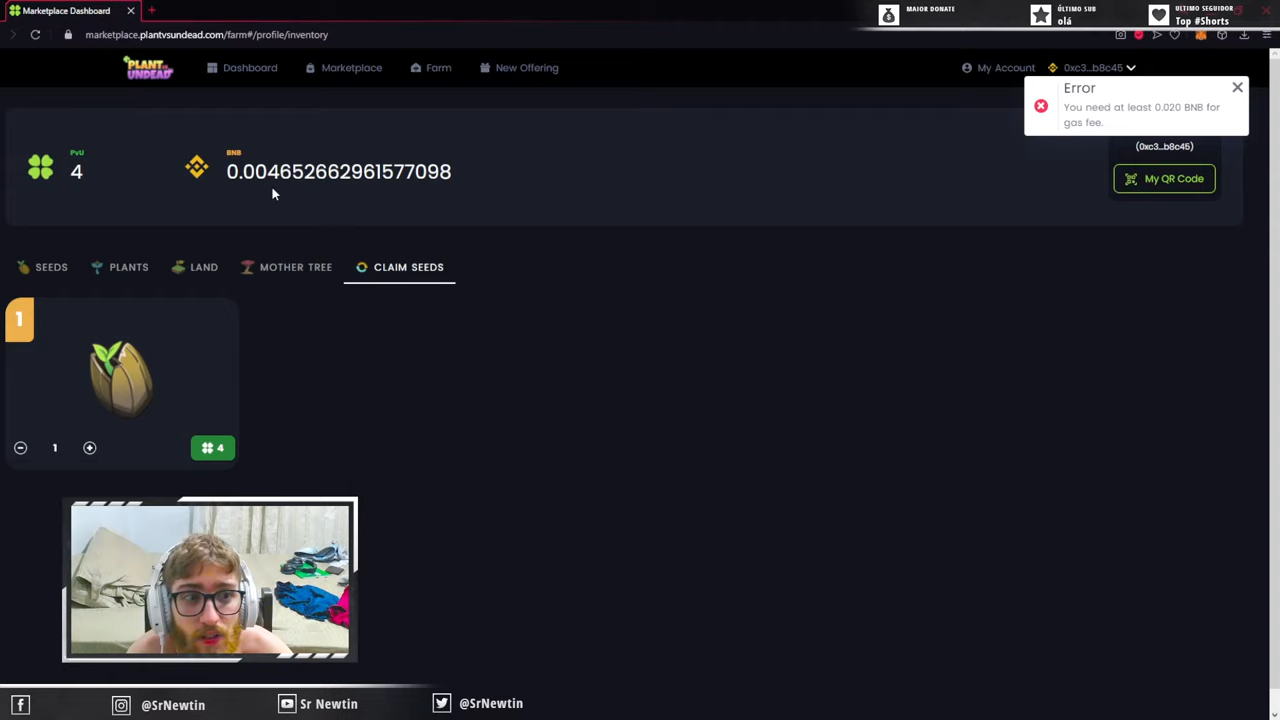 Marketplace Dashboard
MAIOR DONATE
ÚLTIMO SUB
olá
ÚLTIMO SEGUIDOR
Top #Shorts
marketplace.plantvsundead.com/farm#/profile/inventory
PLANT
UNDEAD
Dashboard
Marketplace
Farm
New Offering
My Account
0xc3...b8c45
Error
You need at least 0.020 BNB for
gas fee.
(0xc3...b8c45)
My QR Code
PVU
4
BNB
0.004652662961577098
SEEDS
PLANTS
LAND
MOTHER TREE
CLAIM SEEDS
1
1
4
@SrNewtin
Sr Newtin
@SrNewtin